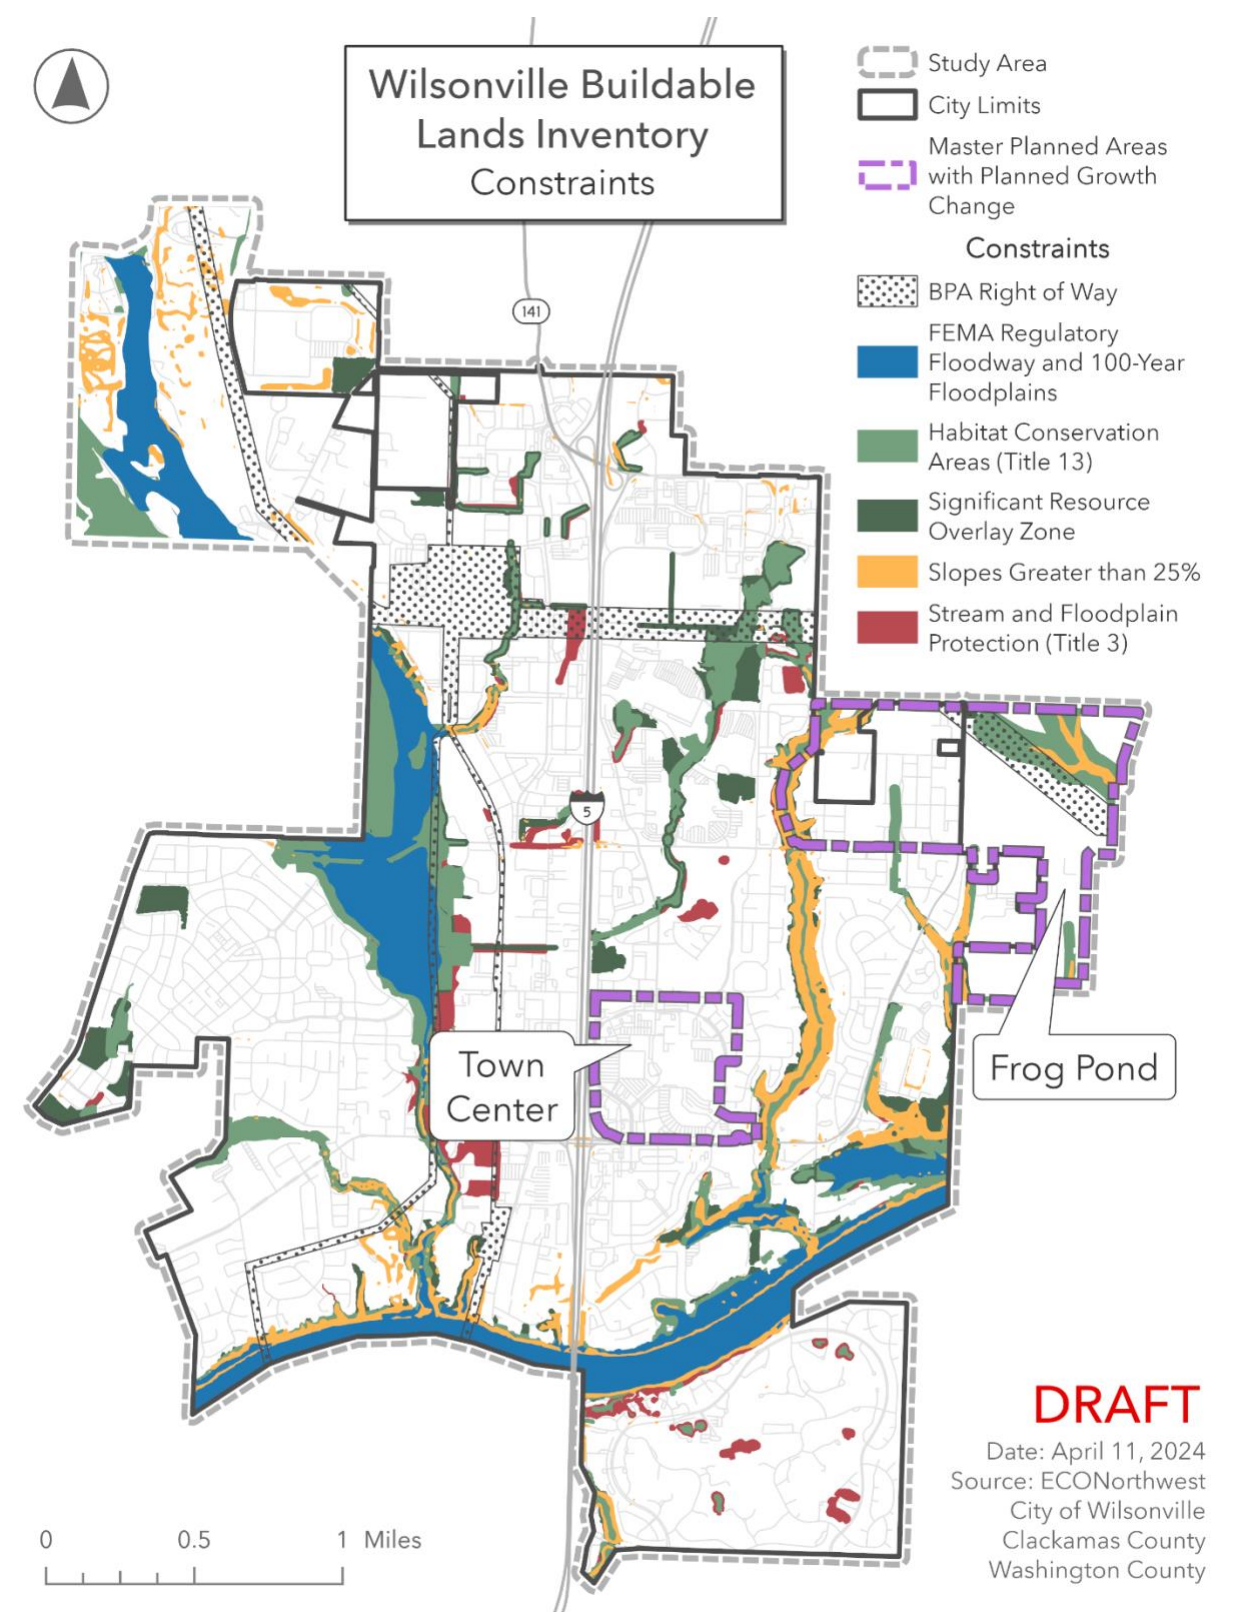 Wilsonville Buildable
Lands Inventory
Constraints
Study Area
City Limits
Master Planned Areas
with Planned Growth
Change
Constraints
BPA Right of Way
FEMA Regulatory
Floodway and 100-Year
Floodplains
Habitat Conservation
Areas (Title 13)
Significant Resource
Overlay Zone
Slopes Greater than 25%
Stream and Floodplain
Protection (Title 3)
141
5
Town
Center
Frog Pond
DRAFT
Date: April 11, 2024
Source: ECONorthwest
City of Wilsonville
Clackamas County
Washington County
0 0.5 1 Miles